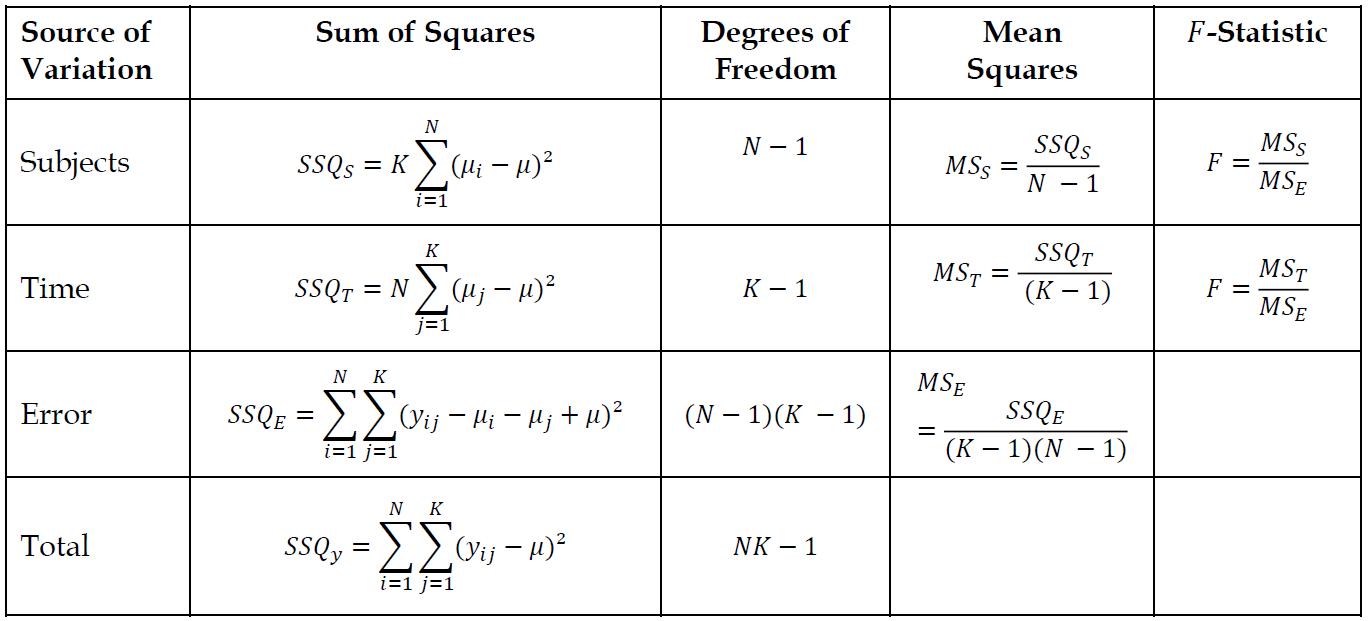 Source of Variation | Sum of Squares | Degrees of Freedom | Mean Squares | F-Statistic
Subjects | $SSQ_S = K \sum_{i=1}^{N} (\mu_i - \mu)^2$ | $N - 1$ | $MS_S = \frac{SSQ_S}{N - 1}$ | $F = \frac{MS_S}{MS_E}$
Time | $SSQ_T = N \sum_{j=1}^{K} (\mu_j - \mu)^2$ | $K - 1$ | $MS_T = \frac{SSQ_T}{(K - 1)}$ | $F = \frac{MS_T}{MS_E}$
Error | $SSQ_E = \sum_{i=1}^{N} \sum_{j=1}^{K} (y_{ij} - \mu_i - \mu_j + \mu)^2$ | $(N - 1)(K - 1)$ | $MS_E = \frac{SSQ_E}{(K - 1)(N - 1)}$
Total | $SSQ_y = \sum_{i=1}^{N} \sum_{j=1}^{K} (y_{ij} - \mu)^2$ | $NK - 1$